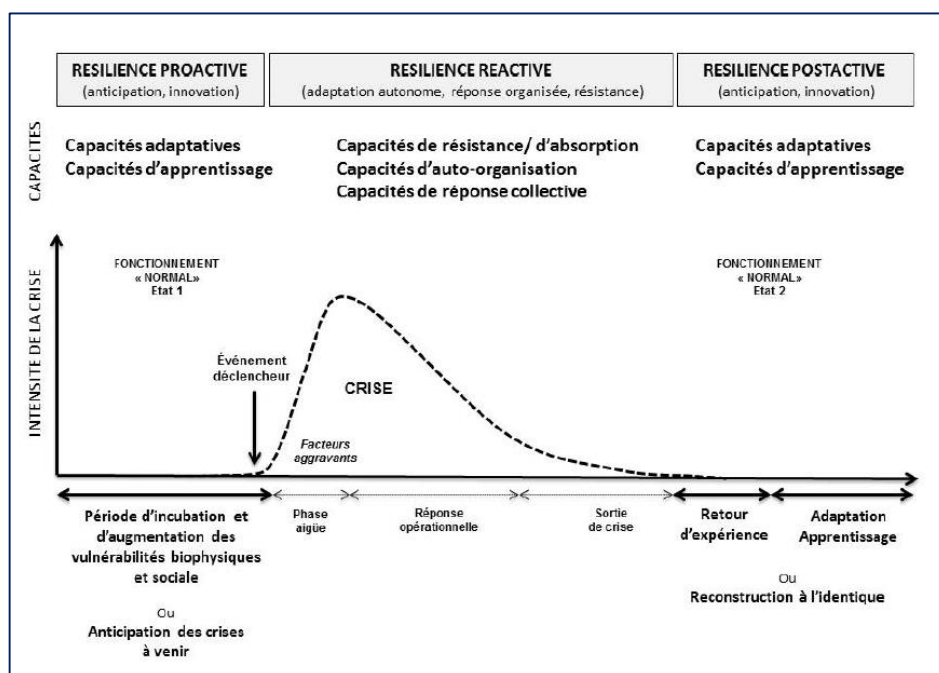 RESILIENCE PROACTIVE
(anticipation, innovation)
RESILIENCE REACTIVE
(adaptation autonome, réponse organisée, résistance)
RESILIENCE POSTACTIVE
(anticipation, innovation)
CAPACITES
Capacités adaptatives
Capacités d'apprentissage
Capacités de résistance/ d'absorption
Capacités d'auto-organisation
Capacités de réponse collective
Capacités adaptatives
Capacités d'apprentissage
INTENSITE DE LA CRISE
FONCTIONNEMENT
« NORMAL»
Etat 1
FONCTIONNEMENT
« NORMAL»
Etat 2
Événement
déclencheur
CRISE
Facteurs
aggravants
Période d'incubation et
d'augmentation des
vulnérabilités biophysiques
et sociale
Ou
Anticipation des crises
à venir
Phase
aigüe
Réponse
opérationnelle
Sortie
de crise
Retour
d'expérience
Adaptation
Apprentissage
Ou
Reconstruction à l'identique